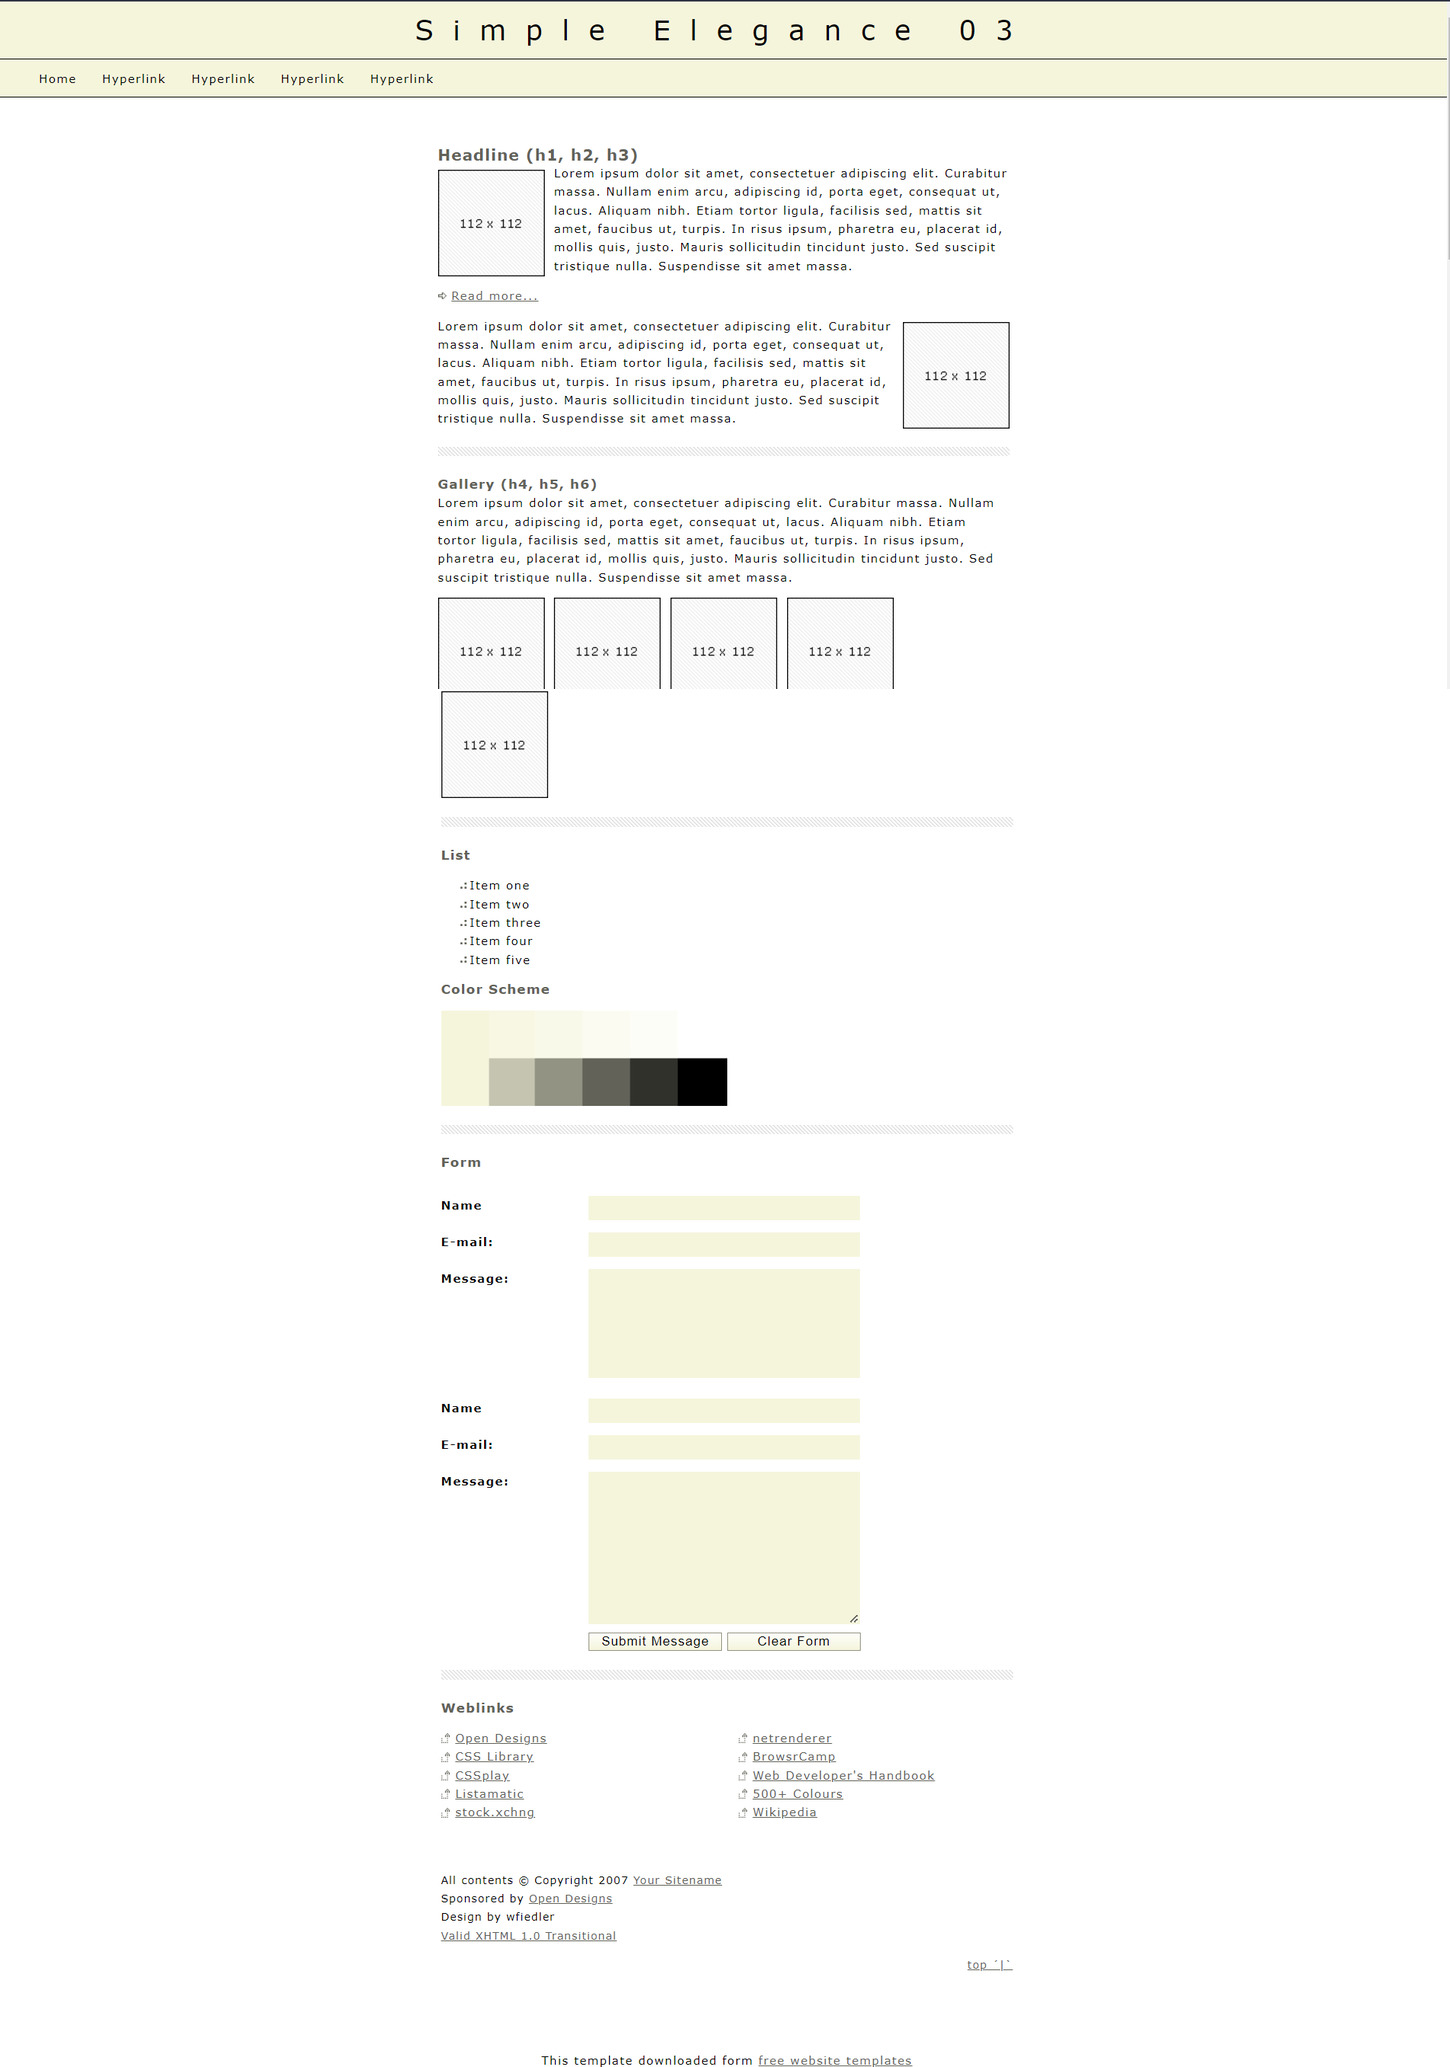 Simple Elegance 03
Home Hyperlink Hyperlink Hyperlink Hyperlink
Headline (h1, h2, h3)
Lorem ipsum dolor sit amet, consectetuer adipiscing elit. Curabitur
massa. Nullam enim arcu, adipiscing id, porta eget, consequat ut,
lacus. Aliquam nibh. Etiam tortor ligula, facilisis sed, mattis sit
amet, faucibus ut, turpis. In risus ipsum, pharetra eu, placerat id,
mollis quis, justo. Mauris sollicitudin tincidunt justo. Sed suscipit
tristique nulla. Suspendisse sit amet massa.
112 x 112
Read more...
Lorem ipsum dolor sit amet, consectetuer adipiscing elit. Curabitur
massa. Nullam enim arcu, adipiscing id, porta eget, consequat ut,
lacus. Aliquam nibh. Etiam tortor ligula, facilisis sed, mattis sit
amet, faucibus ut, turpis. In risus ipsum, pharetra eu, placerat id,
mollis quis, justo. Mauris sollicitudin tincidunt justo. Sed suscipit
tristique nulla. Suspendisse sit amet massa.
112 x 112
Gallery (h4, h5, h6)
Lorem ipsum dolor sit amet, consectetuer adipiscing elit. Curabitur massa. Nullam
enim arcu, adipiscing id, porta eget, consequat ut, lacus. Aliquam nibh. Etiam
tortor ligula, facilisis sed, mattis sit amet, faucibus ut, turpis. In risus ipsum,
pharetra eu, placerat id, mollis quis, justo. Mauris sollicitudin tincidunt justo. Sed
suscipit tristique nulla. Suspendisse sit amet massa.
112 x 112 112 x 112 112 x 112 112 x 112
112 x 112
List
Item one
Item two
Item three
Item four
Item five
Color Scheme
Form
Name
E-mail:
Message:
Name
E-mail:
Message:
Submit Message Clear Form
Weblinks
Open Designs
CSS Library
CSSplay
Listamatic
stock.xchng
netrenderer
BrowsrCamp
Web Developer's Handbook
500+ Colours
Wikipedia
All contents © Copyright 2007 Your Sitename
Sponsored by Open Designs
Design by wfiedler
Valid XHTML 1.0 Transitional
top ´|`
This template downloaded form free website templates